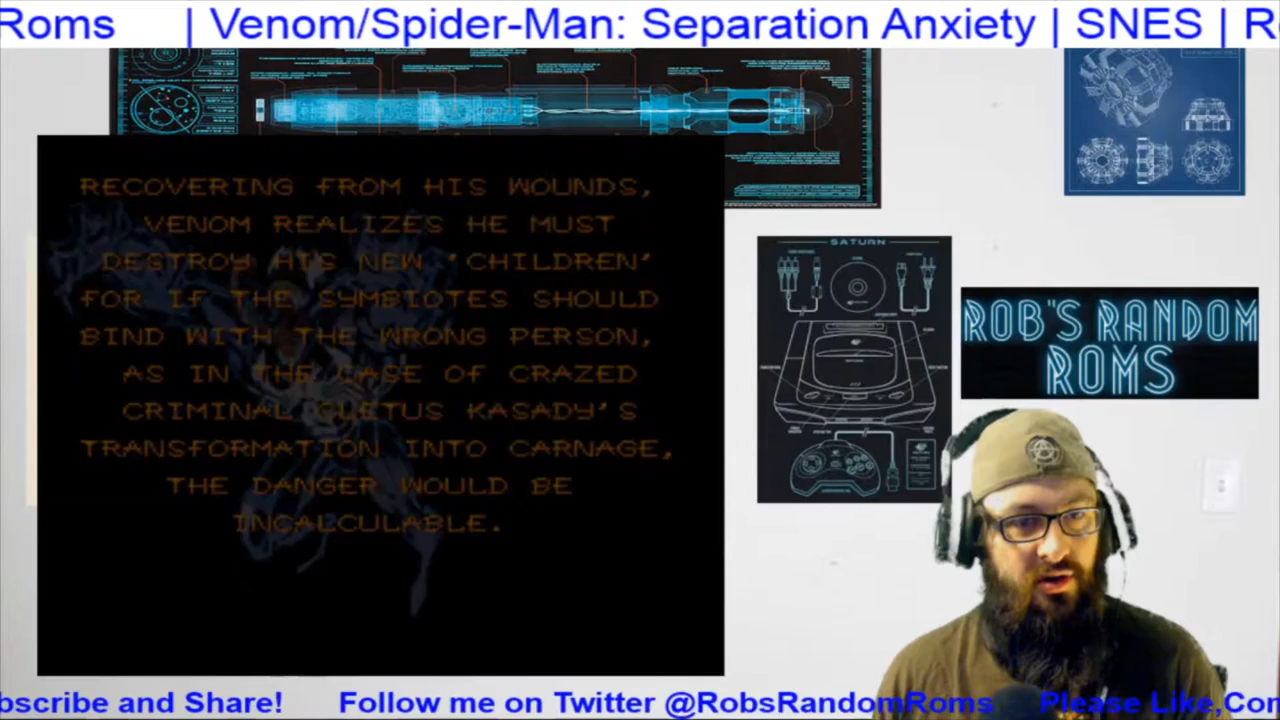 Roms | Venom/Spider-Man: Separation Anxiety | SNES | R
RECOVERING FROM HIS WOUNDS,
VENOM REALIZES HE MUST
DESTROY HIS NEW 'CHILDREN'
FOR IF THE SYMBIOTES SHOULD
BIND WITH THE WRONG PERSON,
AS IN THE CASE OF CRAZED
CRIMINAL CLETUS KASADY'S
TRANSFORMATION INTO CARNAGE,
THE DANGER WOULD BE
INCALCULABLE.
SATURN
ROB'S RANDOM
ROMS
bscribe and Share! Follow me on Twitter @RobsRandomRoms Please Like,Con